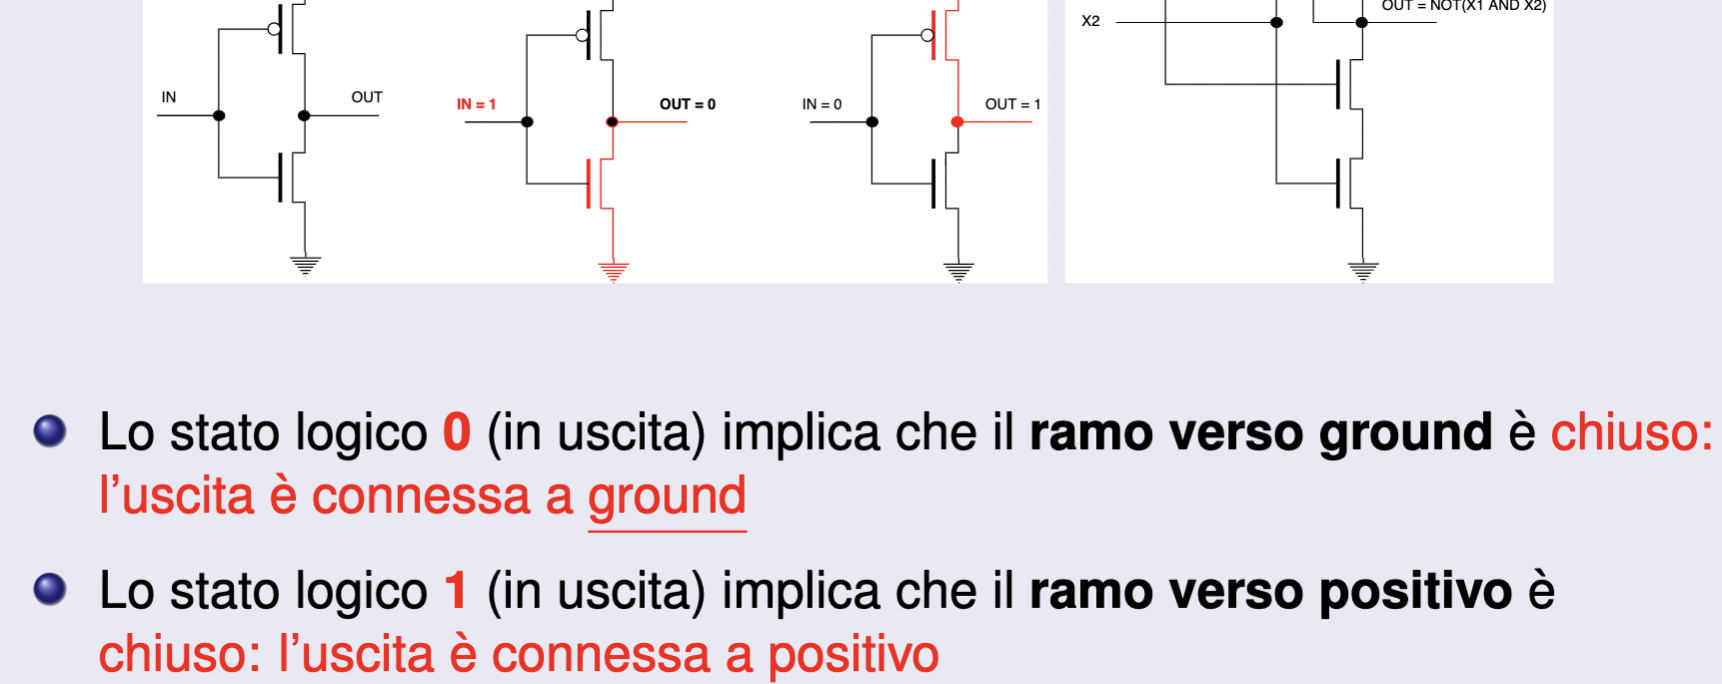 OUT = NOT(X1 AND X2)
X2
IN
OUT
IN = 1
OUT = 0
IN = 0
OUT = 1
Lo stato logico 0 (in uscita) implica che il ramo verso ground è chiuso:
l'uscita è connessa a ground
Lo stato logico 1 (in uscita) implica che il ramo verso positivo è
chiuso: l'uscita è connessa a positivo